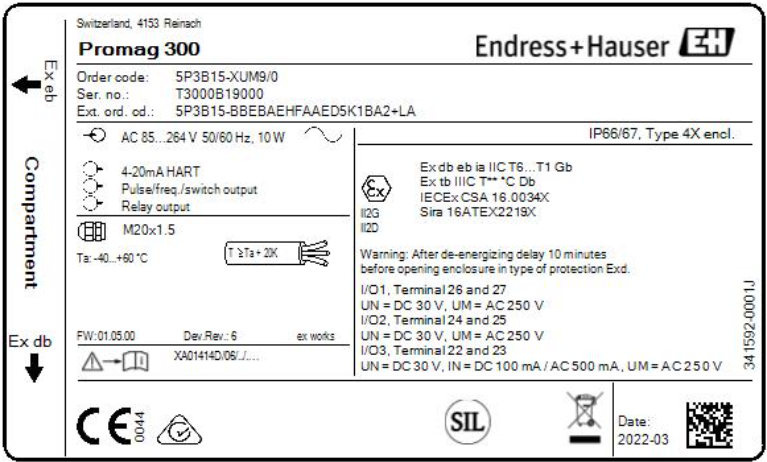 Switzerland, 4153 Reinach
Promag 300
Endress+Hauser EH
Order code: 5P3B15-XUM9/0
Ser. no.: T3000B19000
Ext. ord. cd.: 5P3B15-BBEBAEHFAAED5K1BA2+LA
Ex eb
Compartment
Ex db
AC 85...264 V 50/60 Hz, 10 W
4-20mA HART
Pulse/freq./switch output
Relay output
M20x1.5
Ta: -40...+60 °C
T ≥Ta + 20K
FW: 01.05.00 Dev.Rev.: 6 ex works
XA01414D/06/../....
IP66/67, Type 4X encl.
Ex
II2G
II2D
Ex db eb ia IIC T6...T1 Gb
Ex tb IIIC T** °C Db
IECEx CSA 16.0034X
Sira 16ATEX2219X
Warning: After de-energizing delay 10 minutes
before opening enclosure in type of protection Exd.
I/O1, Terminal 26 and 27
UN = DC 30 V, UM = AC 250 V
I/O2, Terminal 24 and 25
UN = DC 30 V, UM = AC 250 V
I/O3, Terminal 22 and 23
UN = DC 30 V, IN = DC 100 mA / AC 500 mA , UM = AC 250 V
341592-0001J
CE 0044
SIL
Date:
2022-03